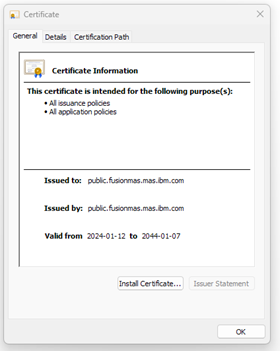 Certificate
General Details Certification Path
Certificate Information
This certificate is intended for the following purpose(s):
• All issuance policies
• All application policies
Issued to: public.fusionmas.mas.ibm.com
Issued by: public.fusionmas.mas.ibm.com
Valid from 2024-01-12 to 2044-01-07
Install Certificate... Issuer Statement
OK